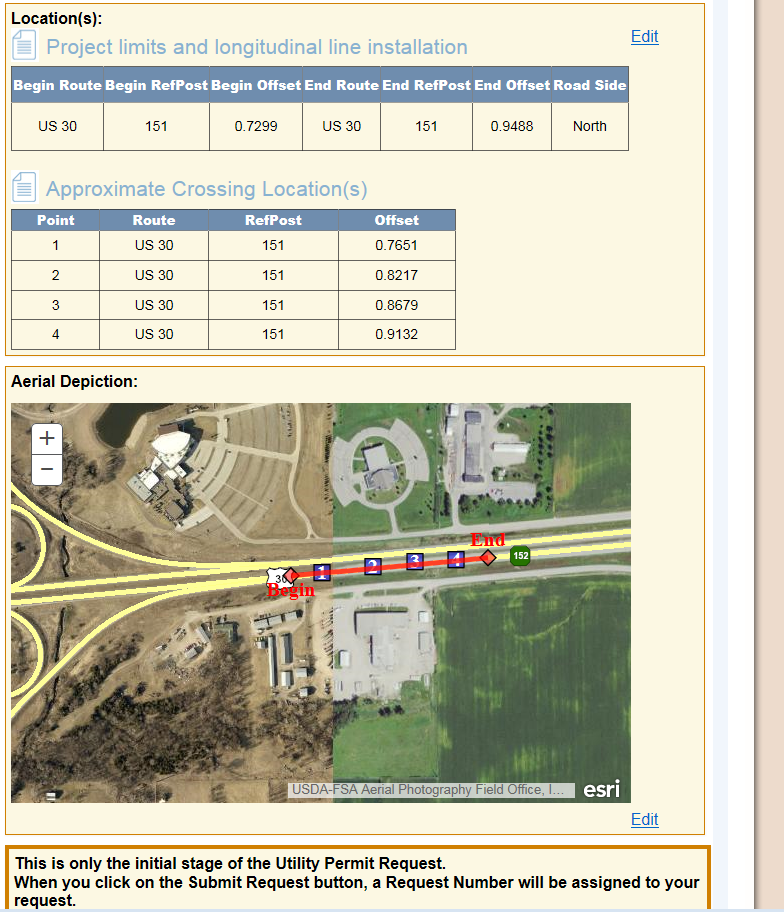 Location(s):
Project limits and longitudinal line installation
Edit
Begin Route Begin RefPost Begin Offset End Route End RefPost End Offset Road Side
US 30 151 0.7299 US 30 151 0.9488 North
Approximate Crossing Location(s)
Point Route RefPost Offset
1 US 30 151 0.7651
2 US 30 151 0.8217
3 US 30 151 0.8679
4 US 30 151 0.9132
Aerial Depiction:
+
−
End
1 2 3 4 152
30
Begin
USDA-FSA Aerial Photography Field Office, I... esri
Edit
This is only the initial stage of the Utility Permit Request.
When you click on the Submit Request button, a Request Number will be assigned to your
request.